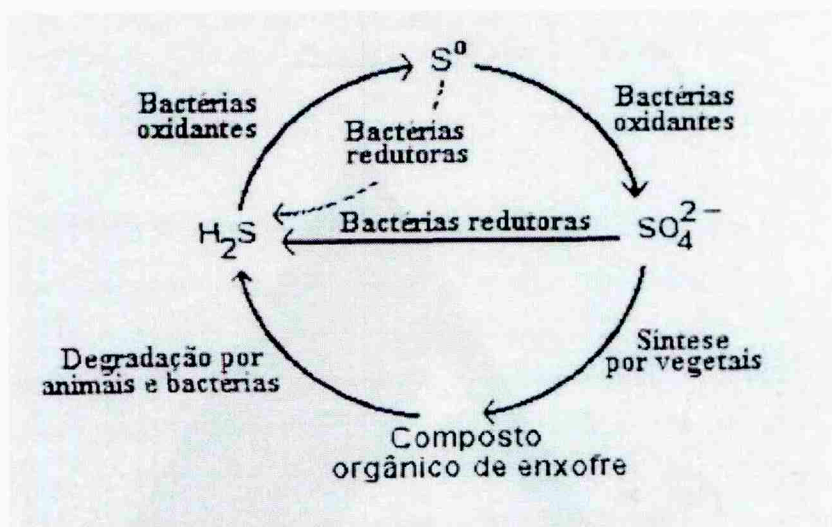 S⁰
Bactérias
oxidantes
Bactérias
oxidantes
Bactérias
redutoras
H₂S
Bactérias redutoras
SO₄²⁻
Degradação por
animais e bactérias
Síntese
por vegetais
Composto
orgânico de enxofre